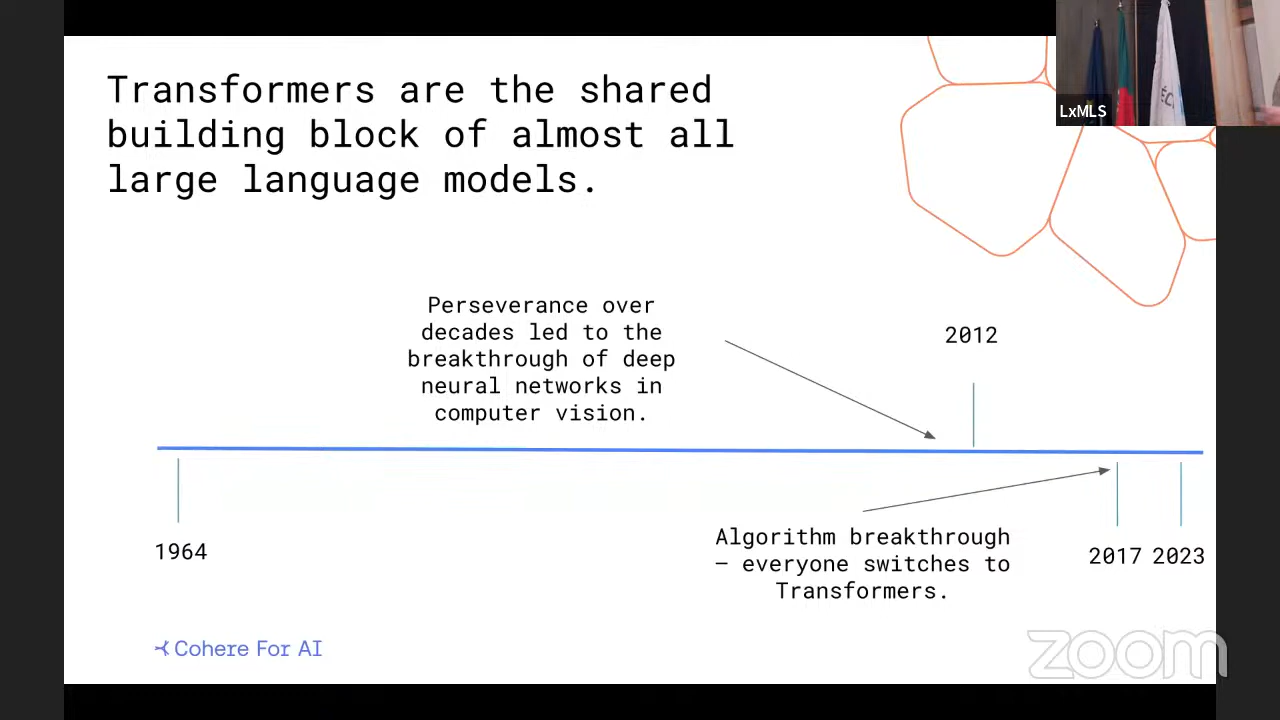 Transformers are the shared
building block of almost all
large language models.
LxMLS
Perseverance over
decades led to the
breakthrough of deep
neural networks in
computer vision.
2012
1964
Algorithm breakthrough
– everyone switches to
Transformers.
2017 2023
Cohere For AI
zoom